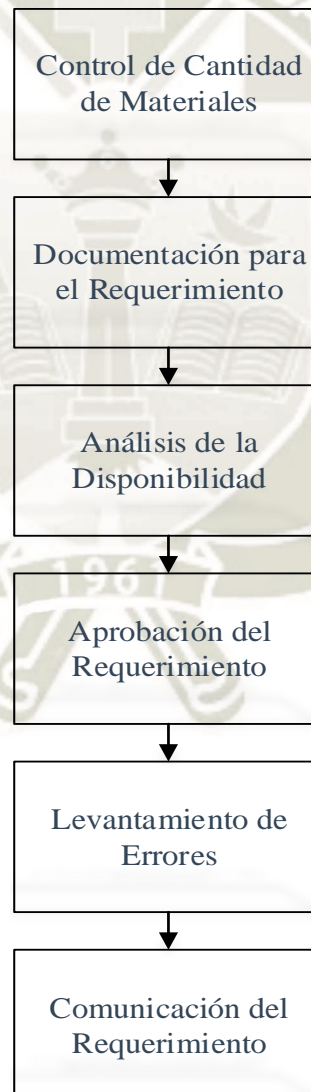 Control de Cantidad
de Materiales
Documentación para
el Requerimiento
Análisis de la
Disponibilidad
1961
Aprobación del
Requerimiento
Levantamiento de
Errores
Comunicación del
Requerimiento